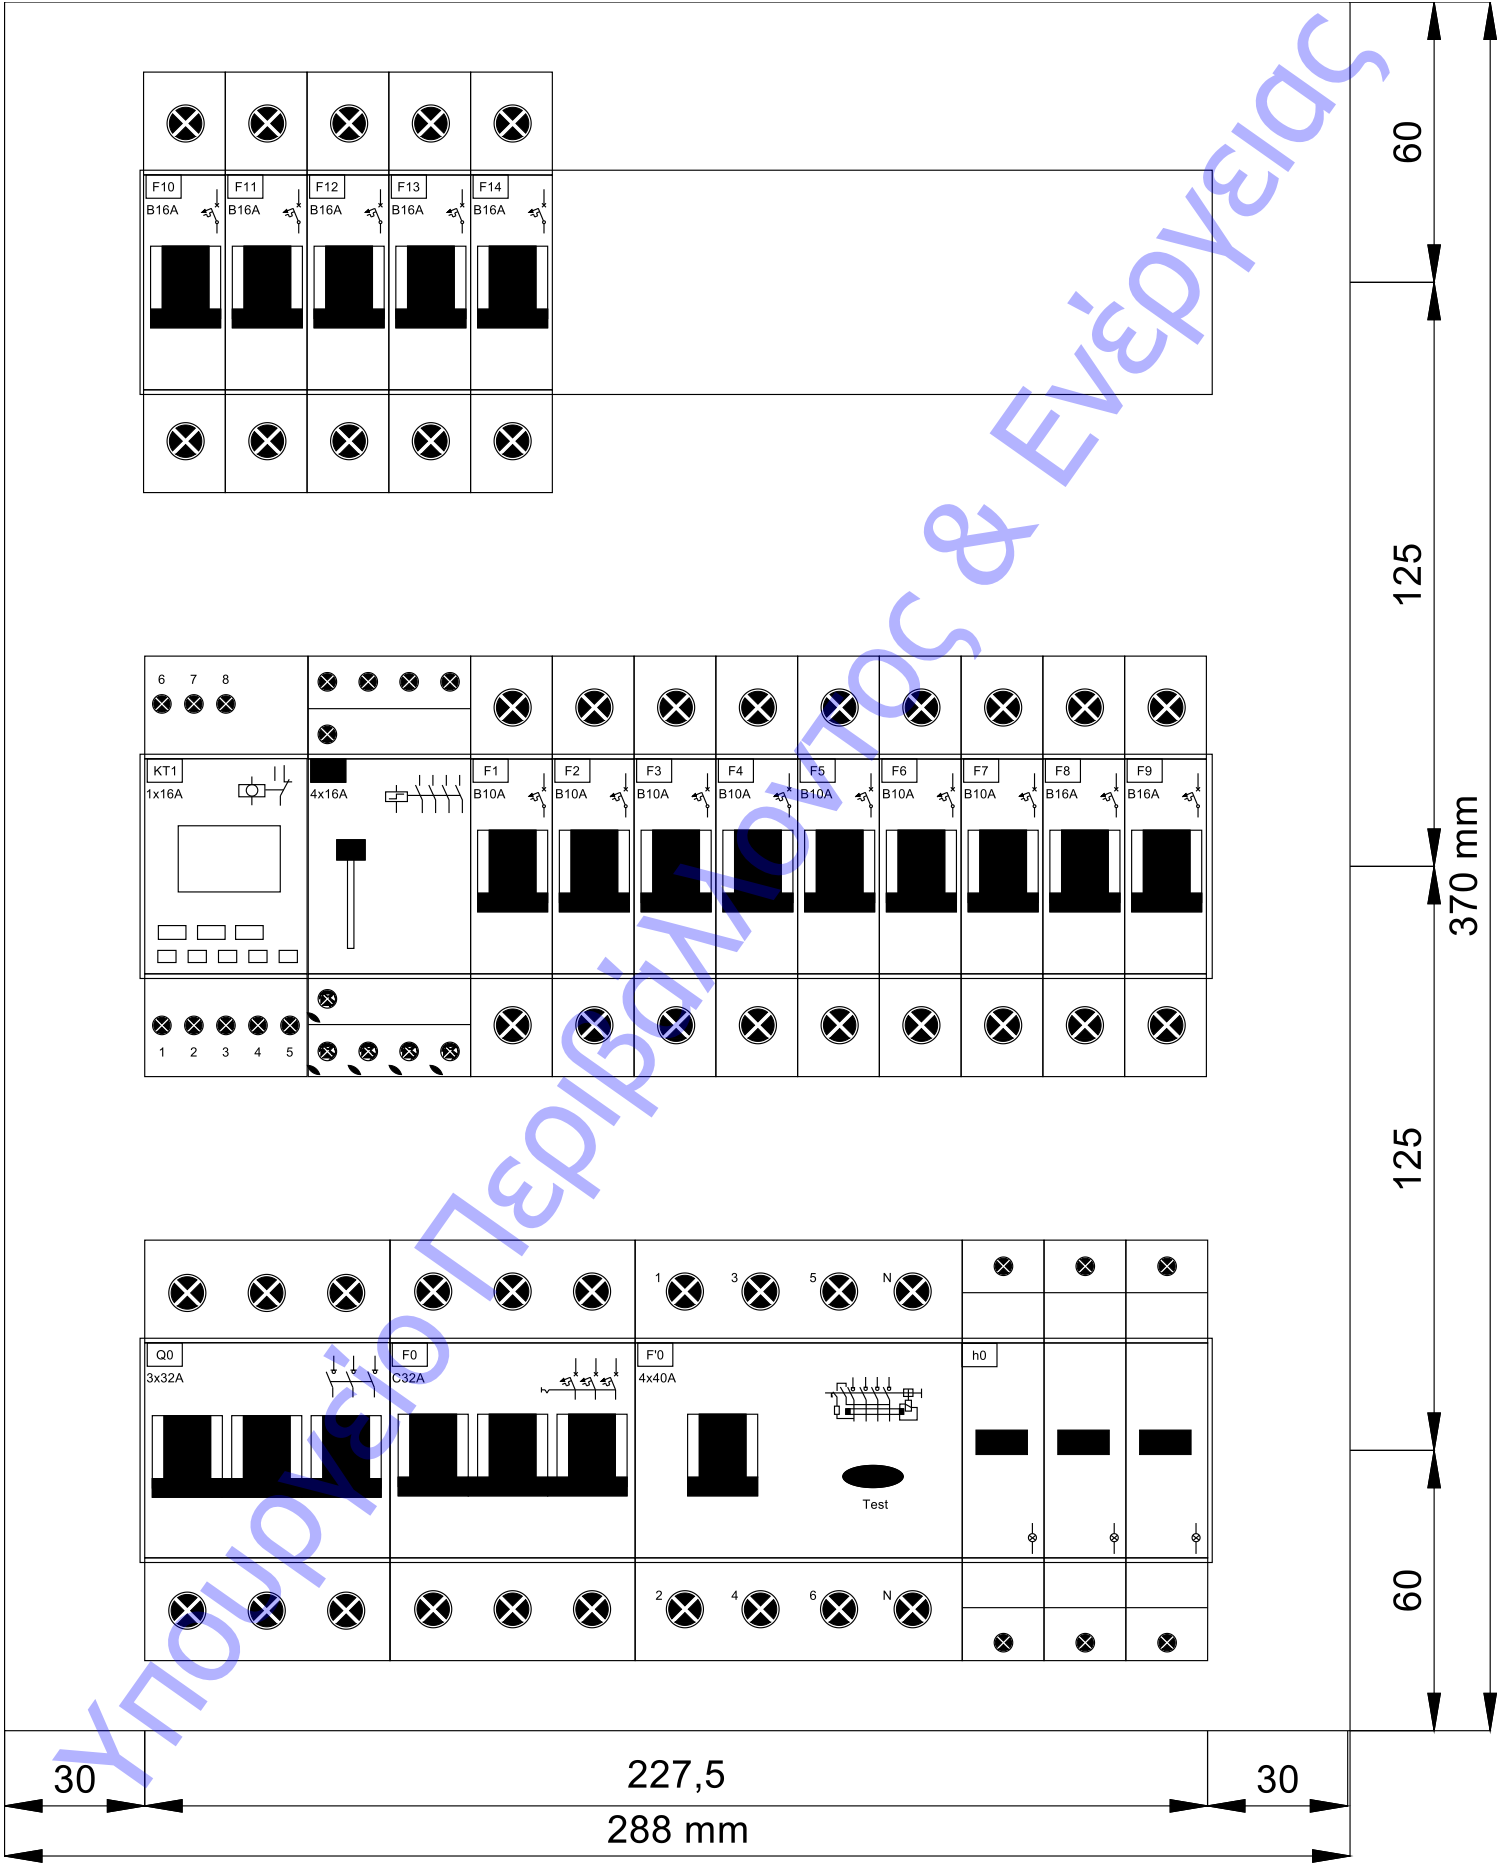 F10 F11 F12 F13 F14
B16A B16A B16A B16A B16A
6 7 8
KT1 F1 F2 F3 F4 F5 F6 F7 F8 F9
1x16A 4x16A B10A B10A B10A B10A B10A B10A B10A B16A B16A
1 2 3 4 5
1 3 5 N
Q0 F0 F'0 h0
3x32A C32A 4x40A
Test
2 4 6 N
60
125
370 mm
125
60
30 227,5 30
288 mm
Υπουργείο Περιβάλλοντος & Ενέργειας